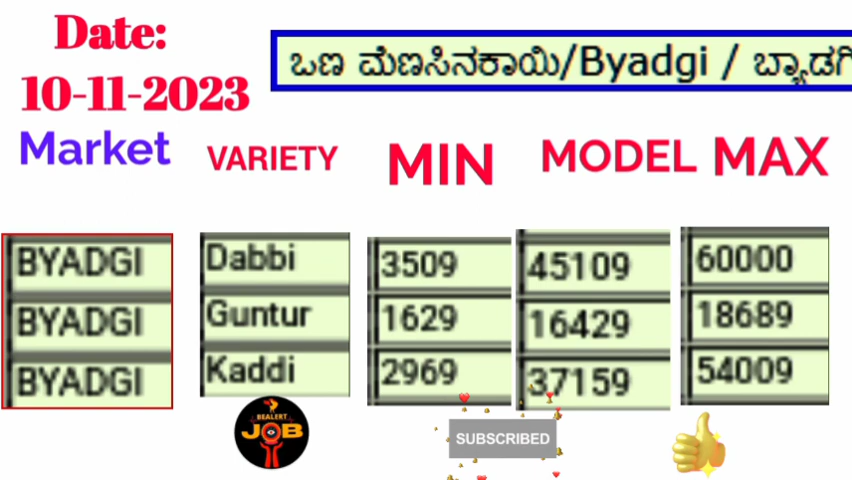 Date:
10-11-2023
ಒಣ ಮೆಣಸಿನಕಾಯಿ/Byadgi / ಬ್ಯಾಡಗಿ
Market VARIETY MIN MODEL MAX
BYADGI Dabbi 3509 45109 60000
BYADGI Guntur 1629 16429 18689
BYADGI Kaddi 2969 37159 54009
BEALERT
JOB
SUBSCRIBED